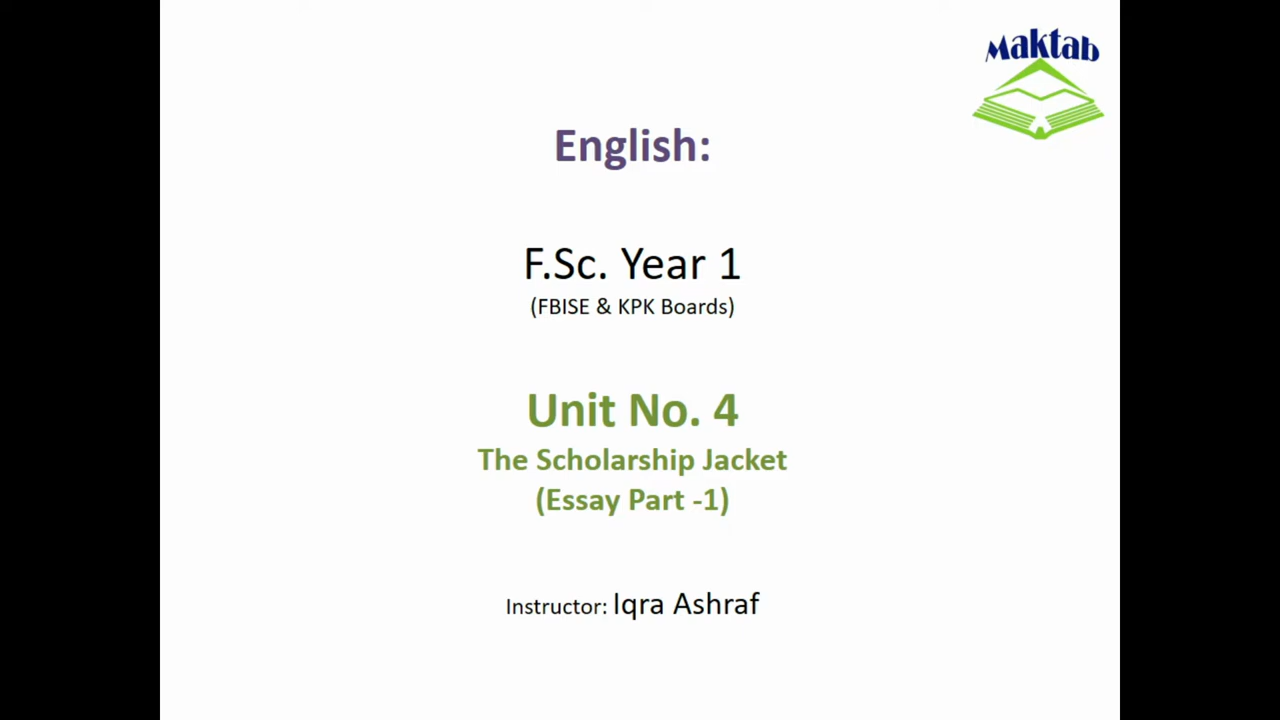 Maktab
English:
F.Sc. Year 1
(FBISE & KPK Boards)
Unit No. 4
The Scholarship Jacket
(Essay Part -1)
Instructor: Iqra Ashraf